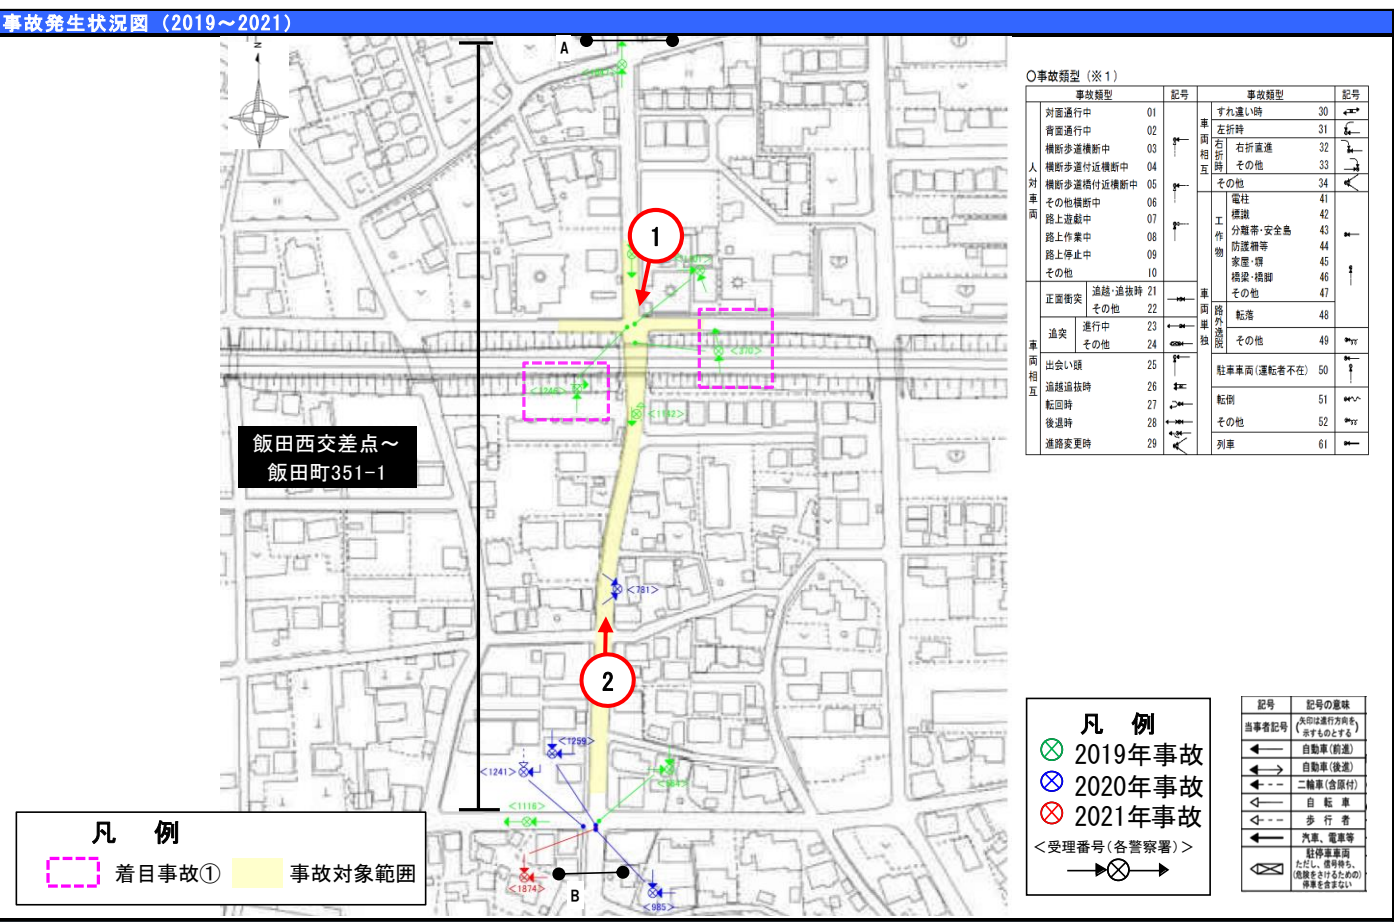 事故発生状況図（2019～2021）
N
A
1
<370>
<1142>
飯田西交差点～
飯田町351-1
<781>
2
<1259>
<1241>
<1116>
<1874>
B
<985>
凡 例
着目事故①
事故対象範囲
〇事故類型（※１）
事故類型 記号 事故類型 記号
人対車両
対面通行中 01
背面通行中 02
横断歩道横断中 03
横断歩道付近横断中 04
横断歩道橋付近横断中 05
その他横断中 06
路上遊戯中 07
路上作業中 08
路上停止中 09
その他 10
車両相互
正面衝突
追越・追抜時 21
その他 22
追突
進行中 23
その他 24
出会い頭 25
追越追抜時 26
転回時 27
後退時 28
進路変更時 29
車両相互
すれ違い時 30
左折時 31
右折時
右折直進 32
その他 33
その他 34
車両単独
工作物
電柱 41
標識 42
分離帯・安全島 43
防護柵等 44
家屋・塀 45
橋梁・橋脚 46
その他 47
路外逸脱
転落 48
その他 49
駐車車両(運転者不在) 50
転倒 51
その他 52
列車 61
凡 例
2019年事故
2020年事故
2021年事故
<受理番号(各警察署)>
記号 記号の意味
当事者記号 (矢印は進行方向を示すものとする)
自動車(前進)
自動車(後進)
二輪車(含原付)
自 転 車
歩 行 者
汽車、電車等
駐停車車両
ただし、信号待ち、
(危険をさけるための)
停車を含まない